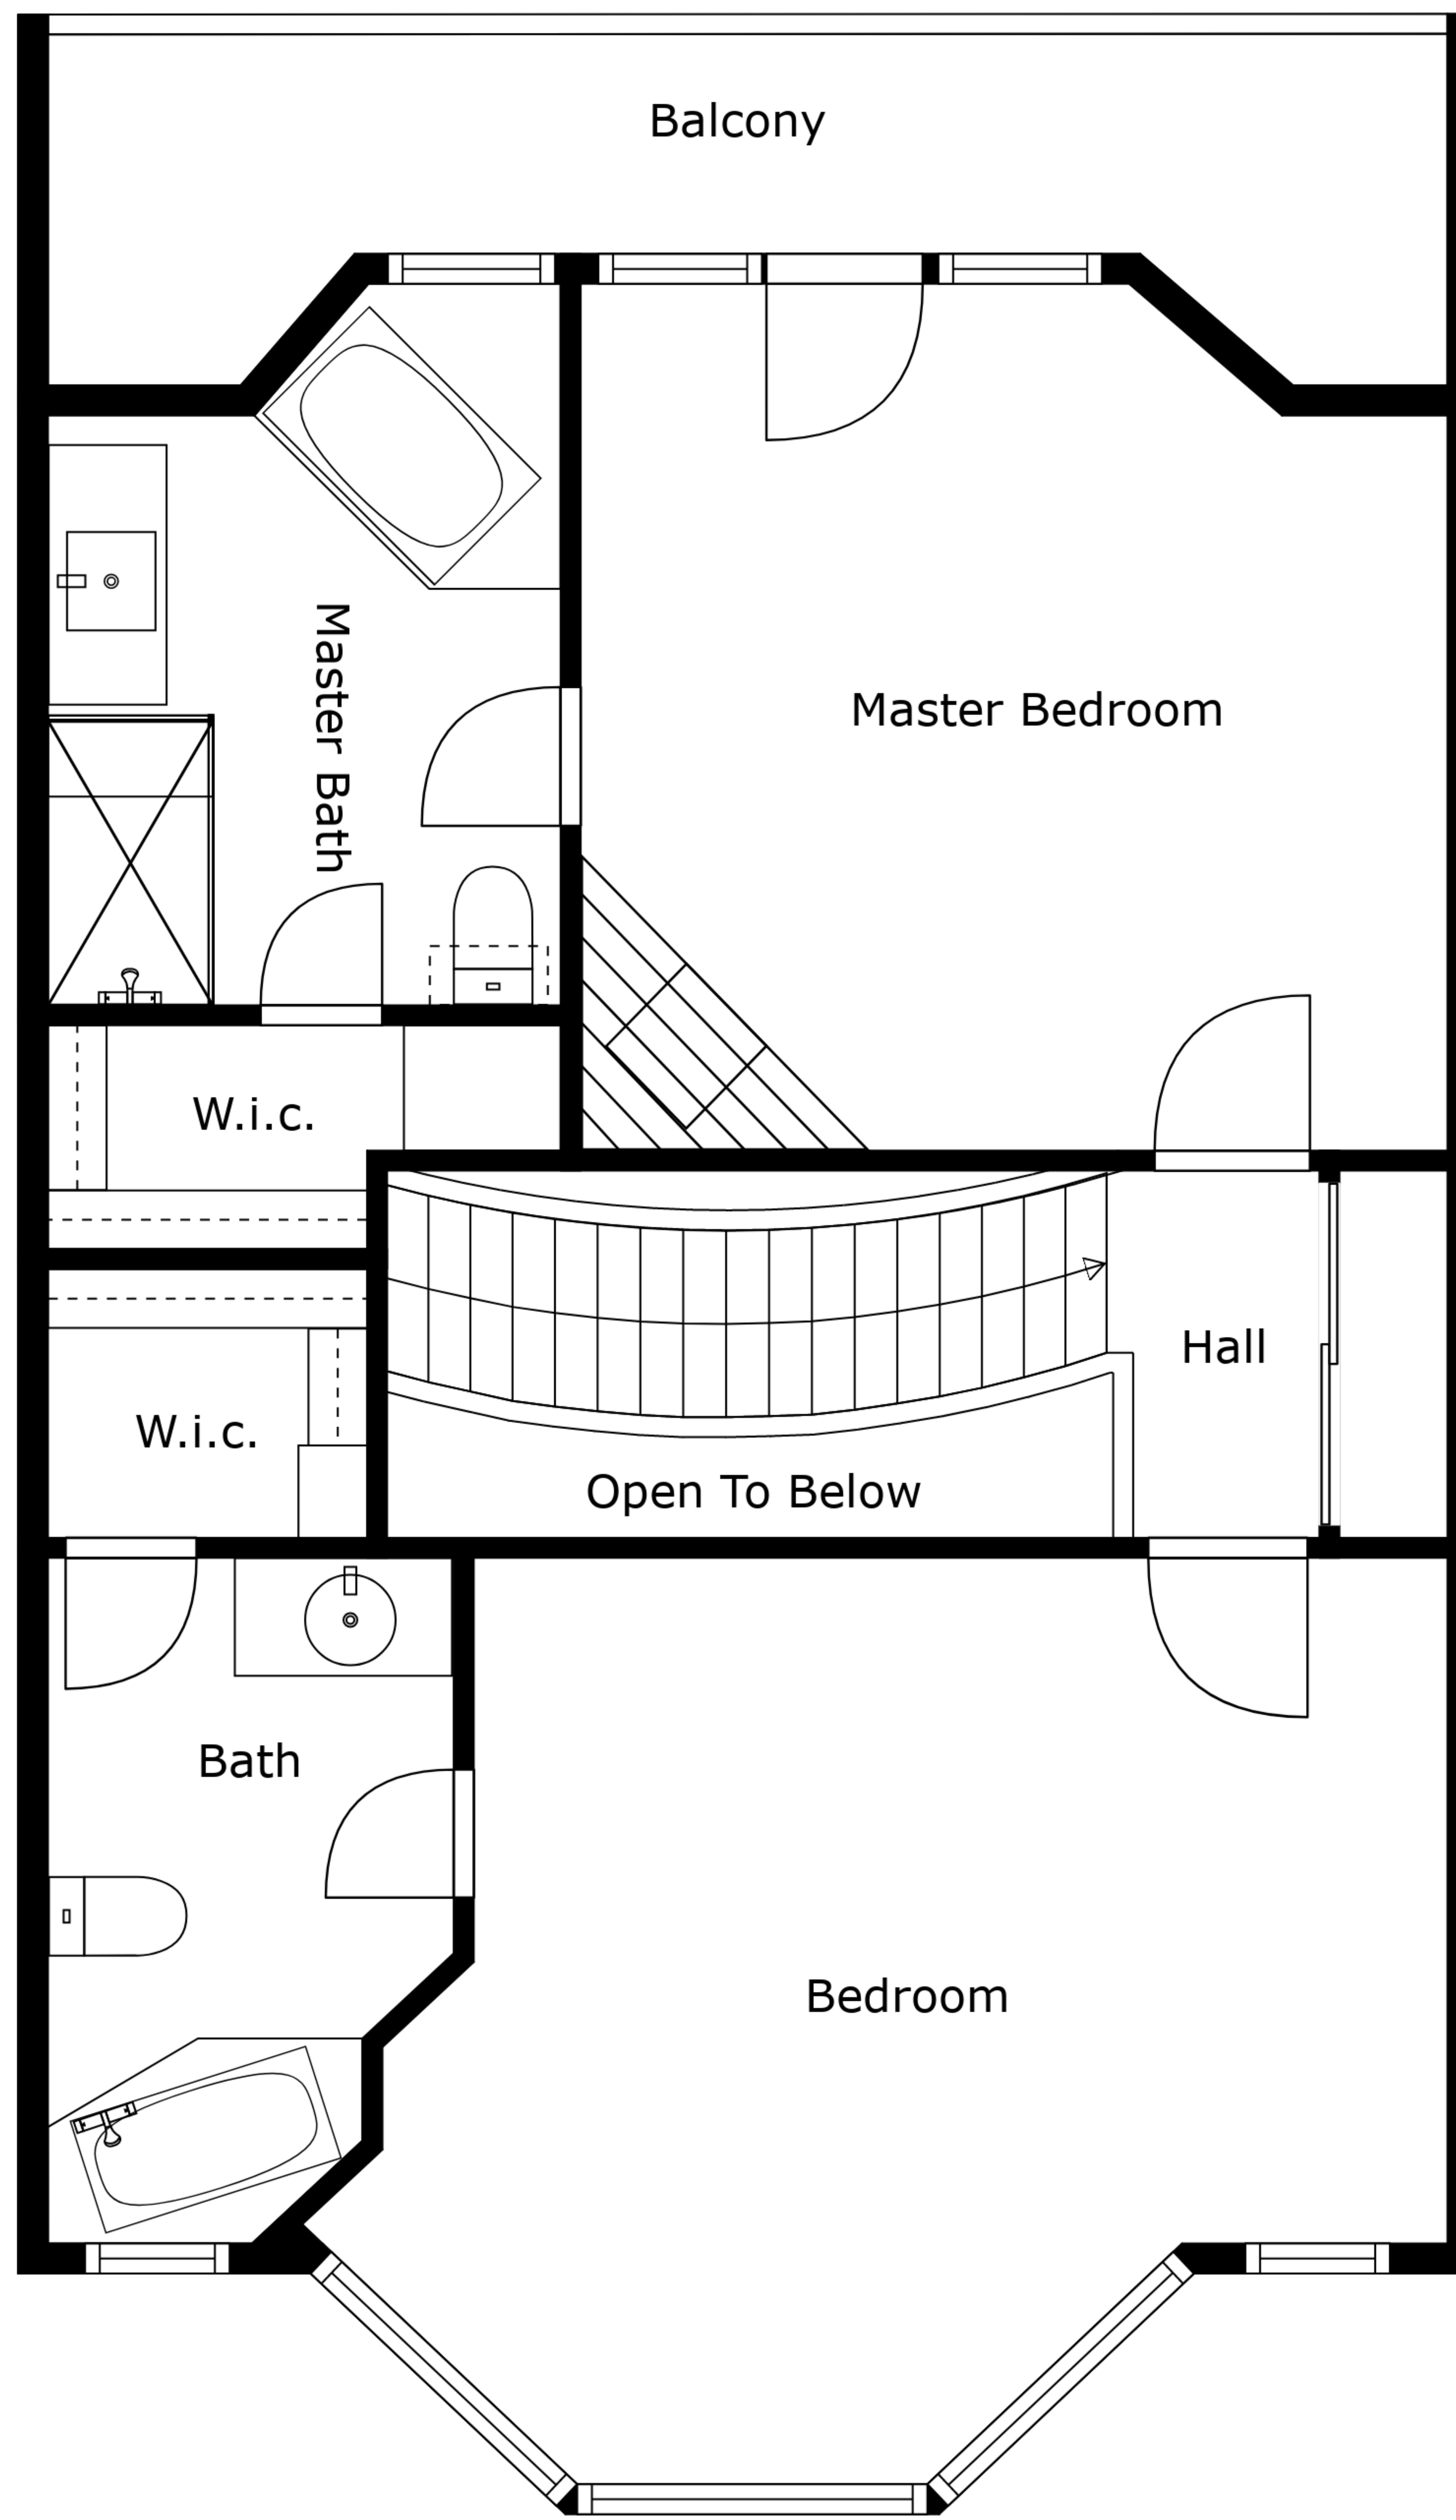 Balcony
Master Bath
Master Bedroom
W.i.c.
Hall
W.i.c.
Open To Below
Bath
Bedroom